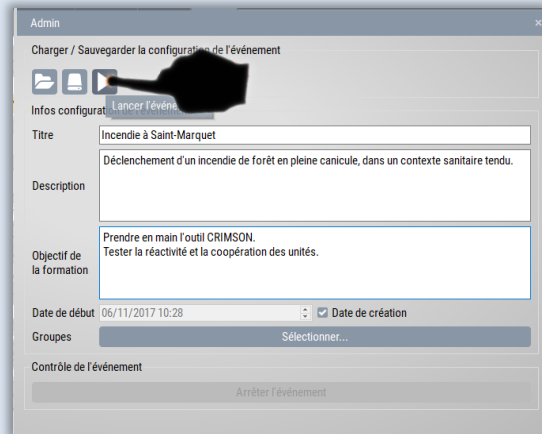 Admin
Charger / Sauvegarder la configuration de l'événement
Lancer l'événe
Infos configuration de l'événement
Titre
Incendie à Saint-Marquet
Description
Déclenchement d'un incendie de forêt en pleine canicule, dans un contexte sanitaire tendu.
Objectif de
la formation
Prendre en main l'outil CRIMSON.
Tester la réactivité et la coopération des unités.
Date de début 06/11/2017 10:28 Date de création
Groupes Sélectionner...
Contrôle de l'événement
Arrêter l'événement